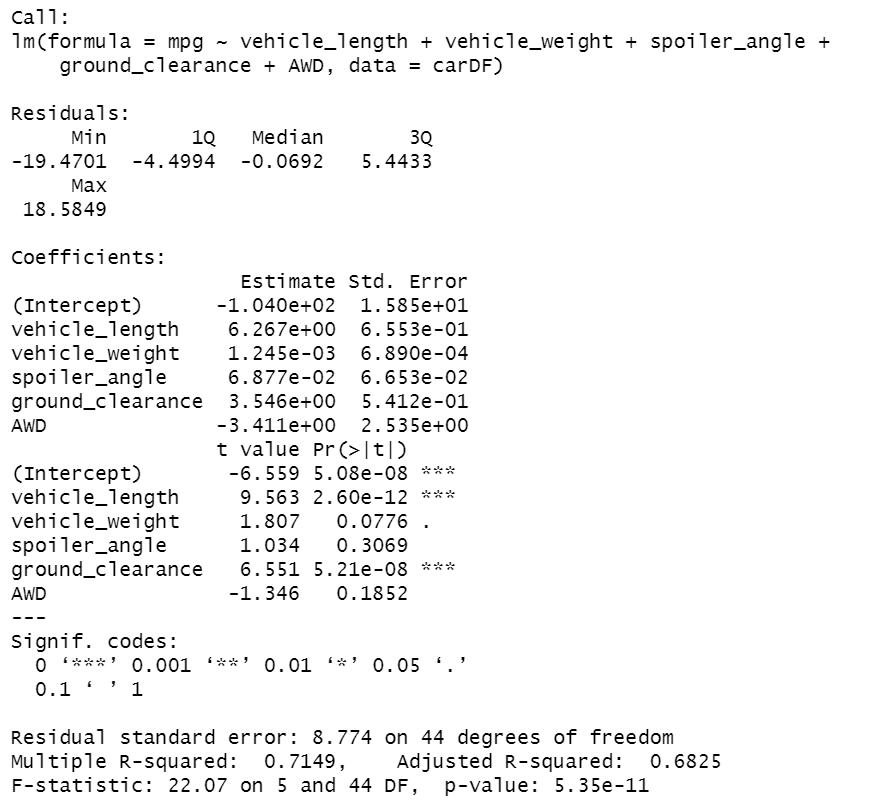 Call:
lm(formula = mpg ~ vehicle_length + vehicle_weight + spoiler_angle +
    ground_clearance + AWD, data = carDF)

Residuals:
     Min       1Q   Median       3Q
-19.4701  -4.4994  -0.0692   5.4433
     Max
 18.5849

Coefficients:
                   Estimate Std. Error
(Intercept)      -1.040e+02  1.585e+01
vehicle_length    6.267e+00  6.553e-01
vehicle_weight    1.245e-03  6.890e-04
spoiler_angle     6.877e-02  6.653e-02
ground_clearance  3.546e+00  5.412e-01
AWD              -3.411e+00  2.535e+00
                 t value Pr(>|t|)
(Intercept)       -6.559 5.08e-08 ***
vehicle_length     9.563 2.60e-12 ***
vehicle_weight     1.807   0.0776 .
spoiler_angle      1.034   0.3069
ground_clearance   6.551 5.21e-08 ***
AWD               -1.346   0.1852
---
Signif. codes:
  0 ‘***’ 0.001 ‘**’ 0.01 ‘*’ 0.05 ‘.’
  0.1 ‘ ’ 1

Residual standard error: 8.774 on 44 degrees of freedom
Multiple R-squared:  0.7149,    Adjusted R-squared:  0.6825
F-statistic: 22.07 on 5 and 44 DF,  p-value: 5.35e-11